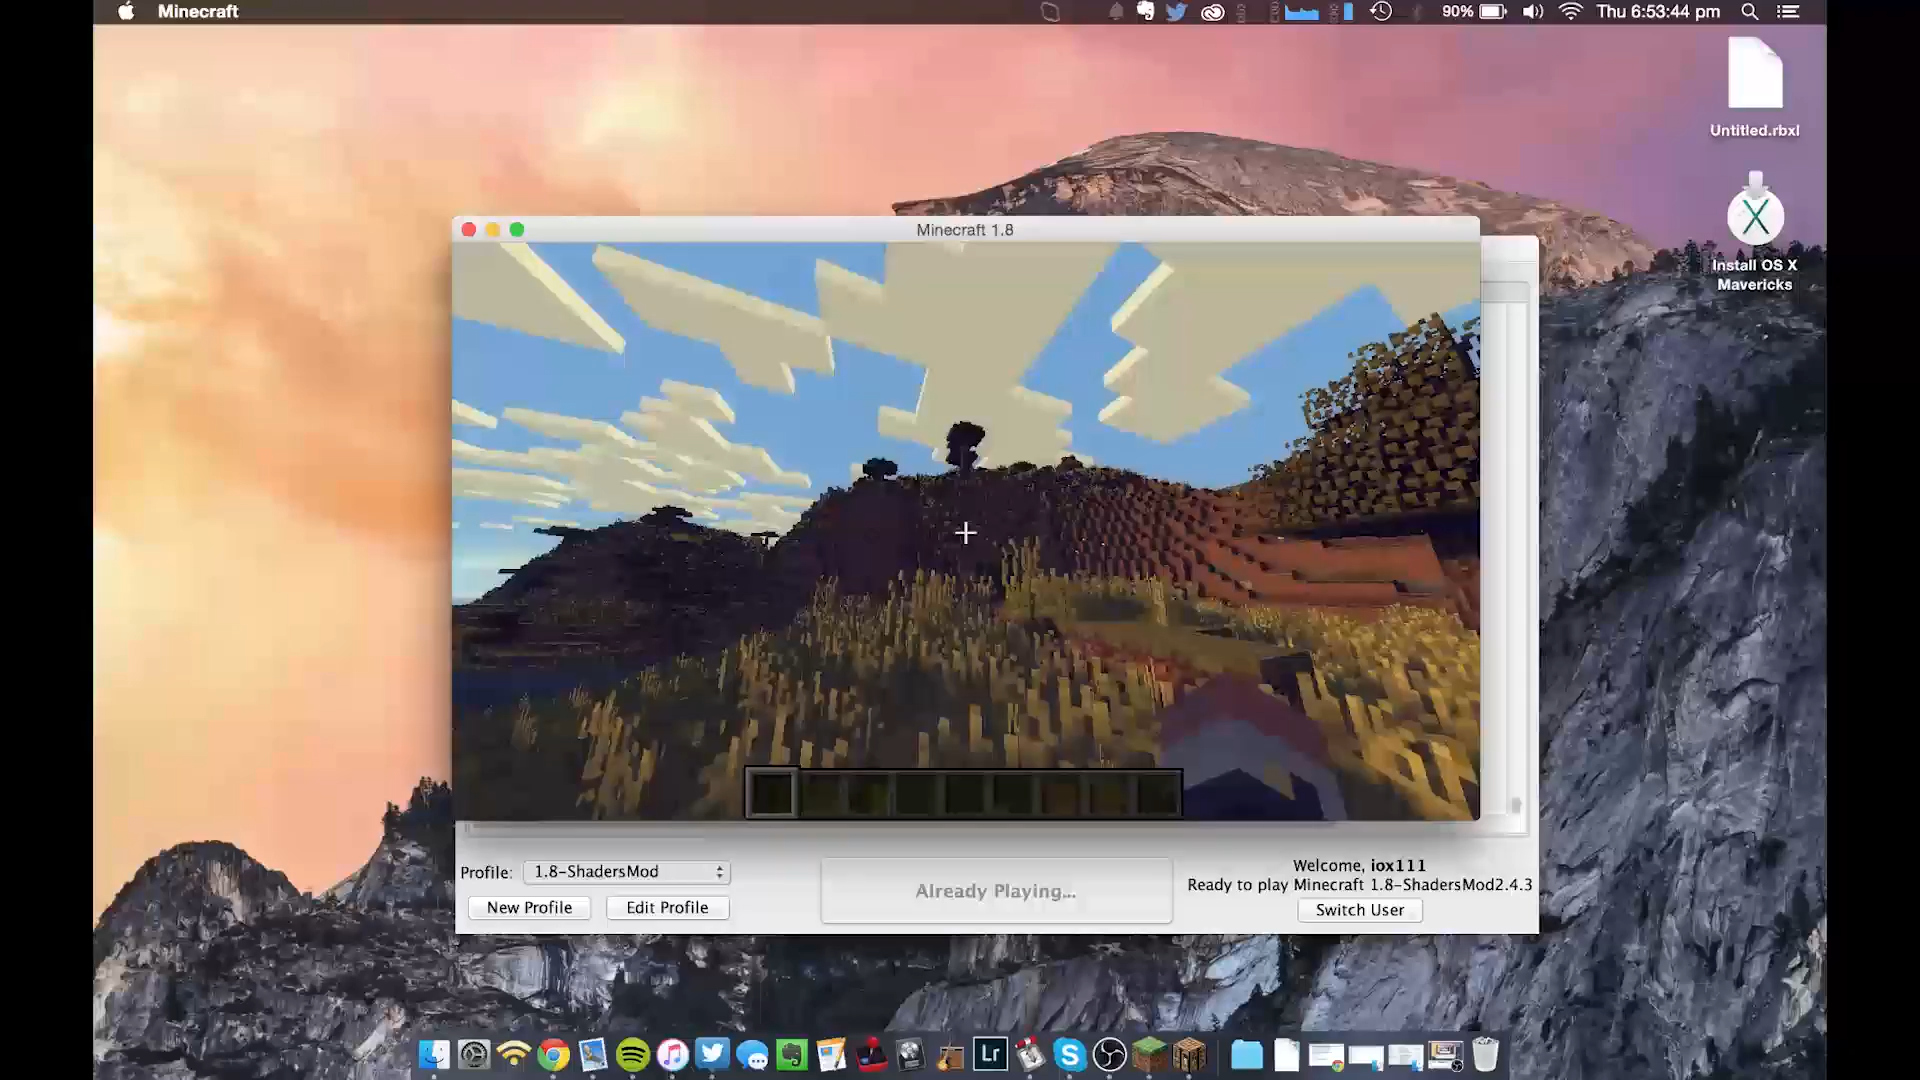 Minecraft
90%
Thu 6:53:44 pm
Untitled.rbxl
Install OS X
Mavericks
Minecraft 1.8
Profile:
1.8-ShadersMod
New Profile
Edit Profile
Already Playing...
Welcome, iox111
Ready to play Minecraft 1.8-ShadersMod2.4.3
Switch User
Lr